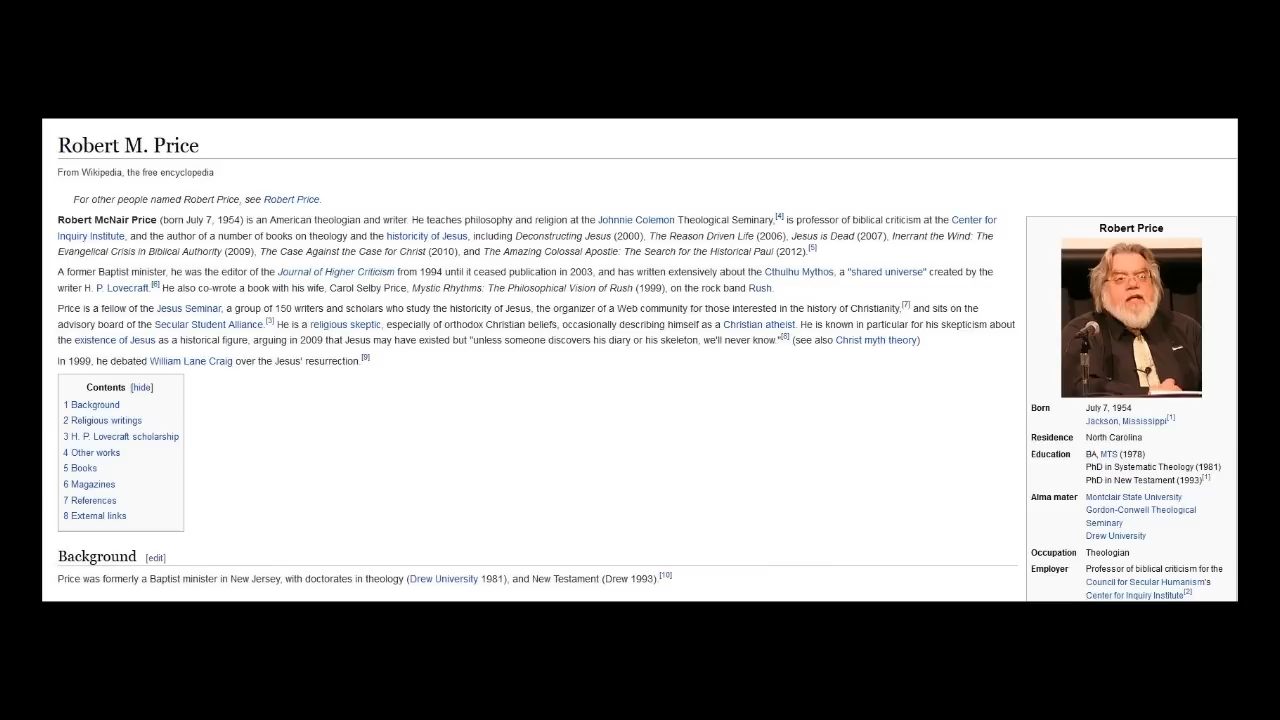 Robert M. Price
From Wikipedia, the free encyclopedia
For other people named Robert Price, see Robert Price.
Robert McNair Price (born July 7, 1954) is an American theologian and writer. He teaches philosophy and religion at the Johnnie Colemon Theological Seminary,[4] is professor of biblical criticism at the Center for
Inquiry Institute, and the author of a number of books on theology and the historicity of Jesus, including Deconstructing Jesus (2000), The Reason Driven Life (2006), Jesus is Dead (2007), Inerrant the Wind: The
Evangelical Crisis in Biblical Authority (2009), The Case Against the Case for Christ (2010), and The Amazing Colossal Apostle: The Search for the Historical Paul (2012).[5]
A former Baptist minister, he was the editor of the Journal of Higher Criticism from 1994 until it ceased publication in 2003, and has written extensively about the Cthulhu Mythos, a "shared universe" created by the
writer H. P. Lovecraft.[6] He also co-wrote a book with his wife, Carol Selby Price, Mystic Rhythms: The Philosophical Vision of Rush (1999), on the rock band Rush.
Price is a fellow of the Jesus Seminar, a group of 150 writers and scholars who study the historicity of Jesus, the organizer of a Web community for those interested in the history of Christianity,[7] and sits on the
advisory board of the Secular Student Alliance.[3] He is a religious skeptic, especially of orthodox Christian beliefs, occasionally describing himself as a Christian atheist. He is known in particular for his skepticism about
the existence of Jesus as a historical figure, arguing in 2009 that Jesus may have existed but "unless someone discovers his diary or his skeleton, we'll never know."[8] (see also Christ myth theory)
In 1999, he debated William Lane Craig over the Jesus' resurrection.[9]
Contents [hide]
1 Background
2 Religious writings
3 H. P. Lovecraft scholarship
4 Other works
5 Books
6 Magazines
7 References
8 External links
Background [edit]
Price was formerly a Baptist minister in New Jersey, with doctorates in theology (Drew University 1981), and New Testament (Drew 1993).[10]
Robert Price
Born July 7, 1954
Jackson, Mississippi[1]
Residence North Carolina
Education BA, MTS (1978)
PhD in Systematic Theology (1981)
PhD in New Testament (1993)[1]
Alma mater Montclair State University
Gordon-Conwell Theological
Seminary
Drew University
Occupation Theologian
Employer Professor of biblical criticism for the
Council for Secular Humanism's
Center for Inquiry Institute[2]